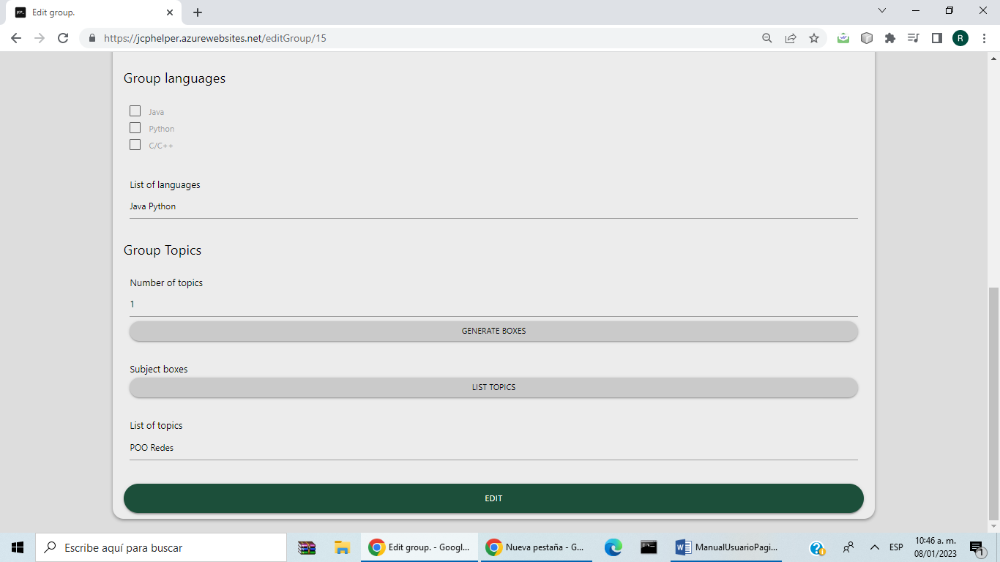 JCP_
Edit group.
https://jcphelper.azurewebsites.net/editGroup/15
R
Group languages
Java
Python
C/C++
List of languages
Java Python
Group Topics
Number of topics
1
GENERATE BOXES
Subject boxes
LIST TOPICS
List of topics
POO Redes
EDIT
Escribe aquí para buscar
Edit group. - Googl...
Nueva pestaña - G...
ManualUsuarioPagi...
ESP
10:46 a. m.
08/01/2023
1